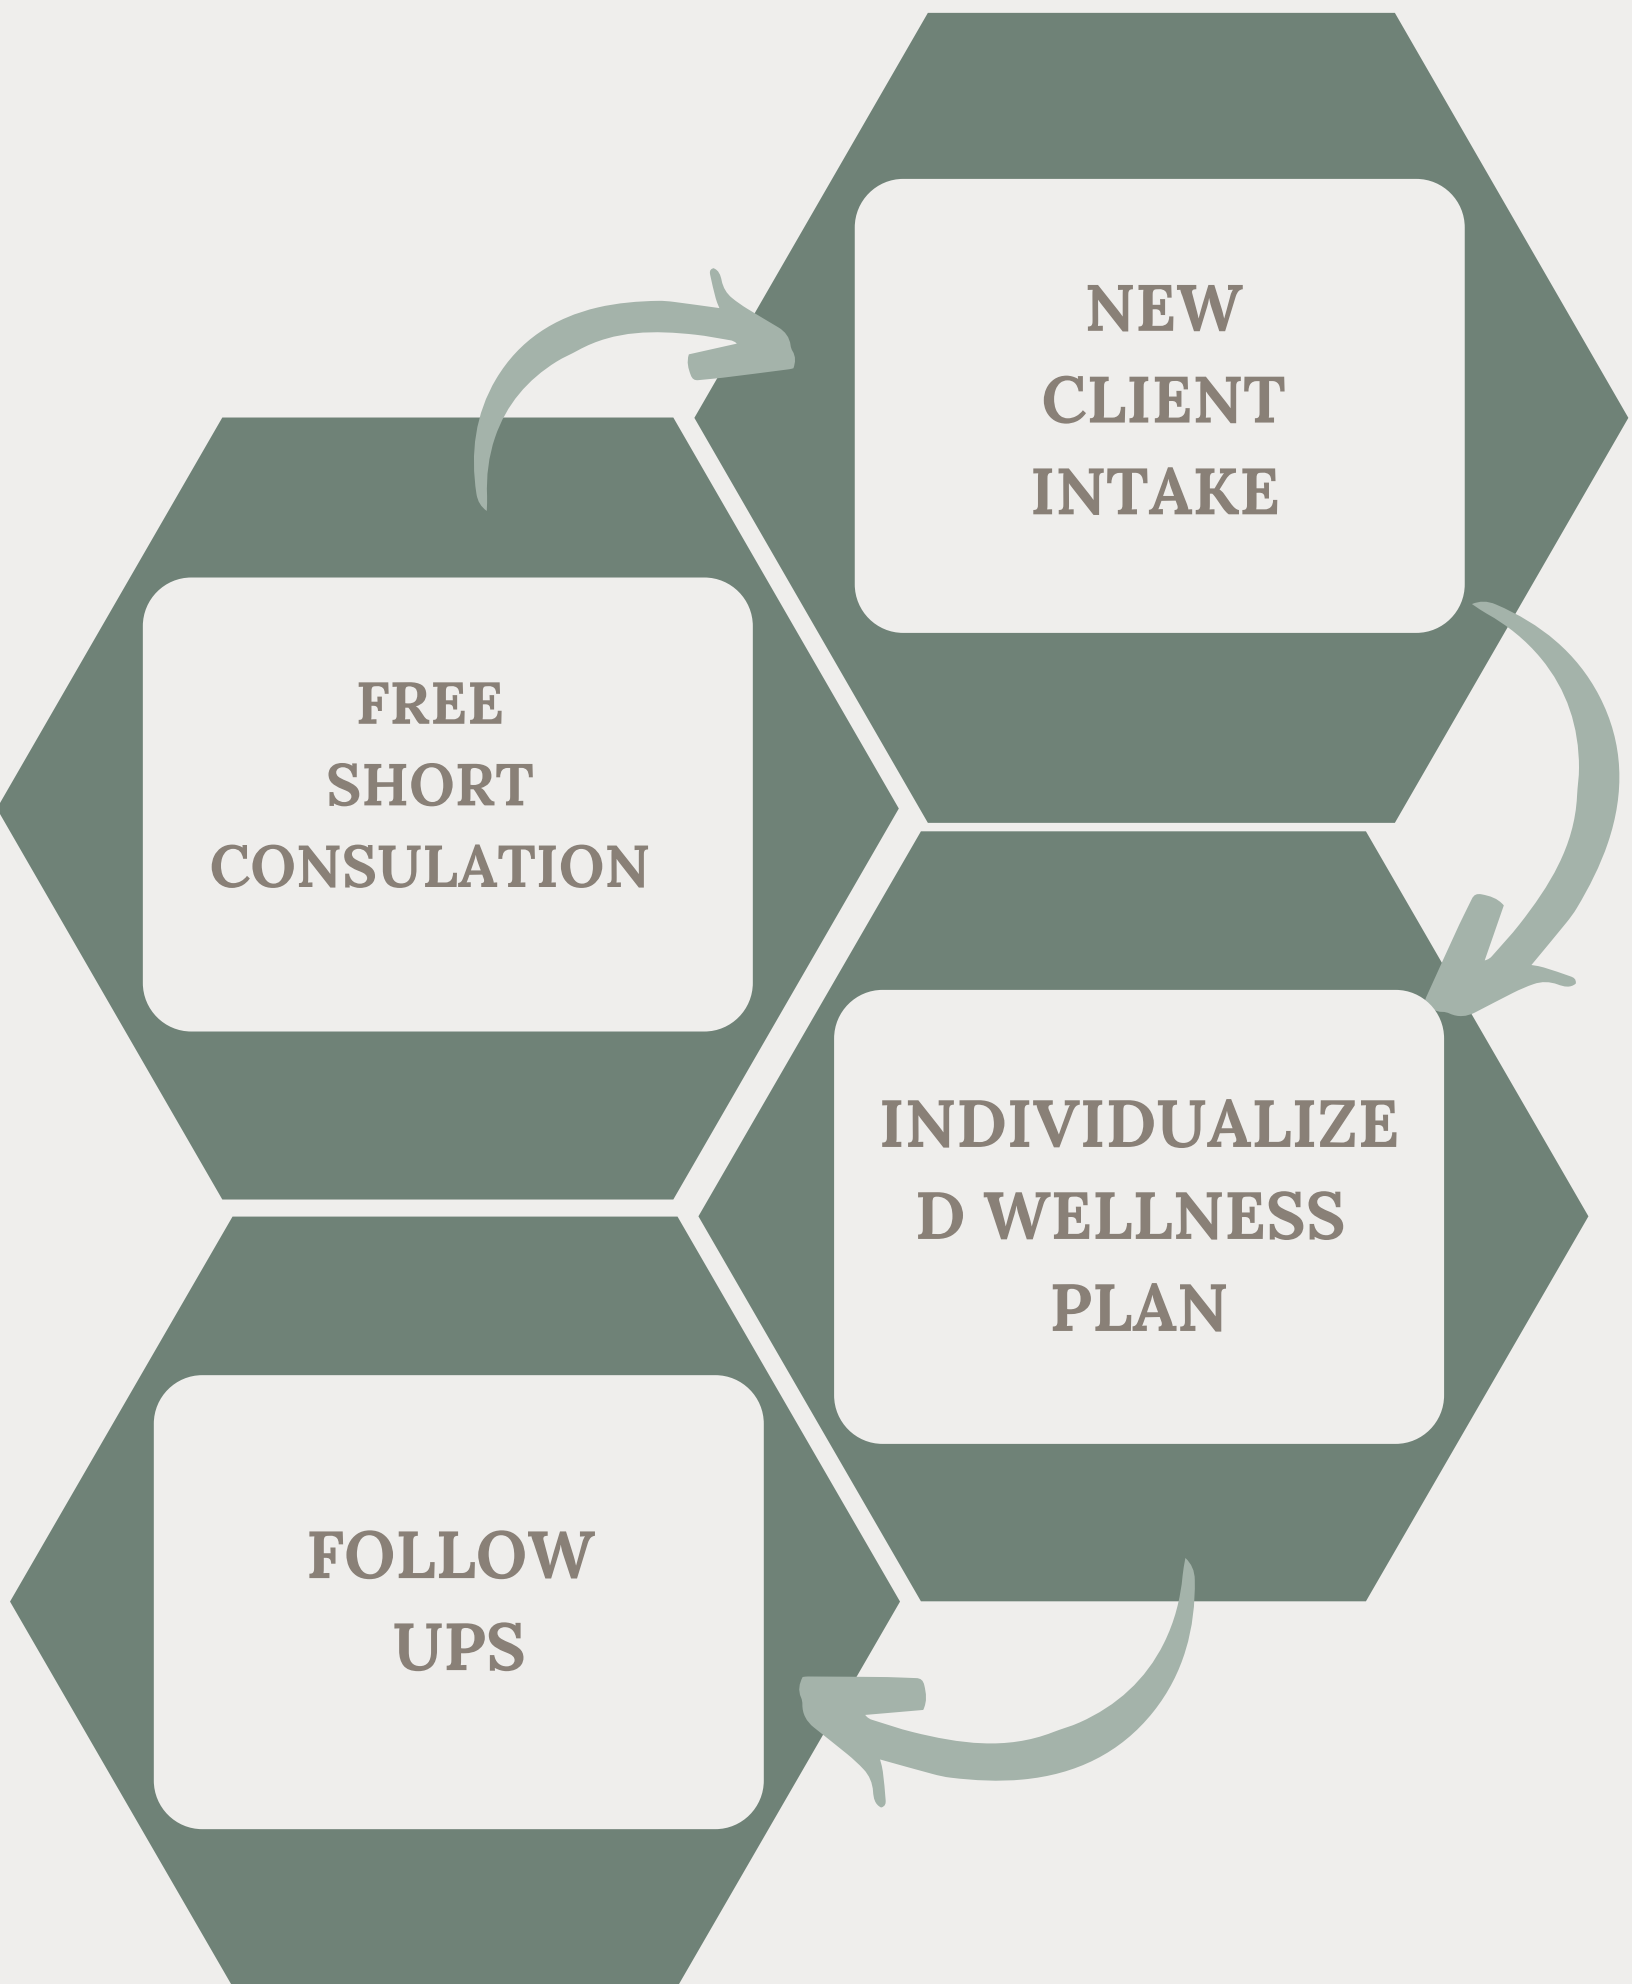 FREE
SHORT
CONSULATION
NEW
CLIENT
INTAKE
INDIVIDUALIZE
D WELLNESS
PLAN
FOLLOW
UPS